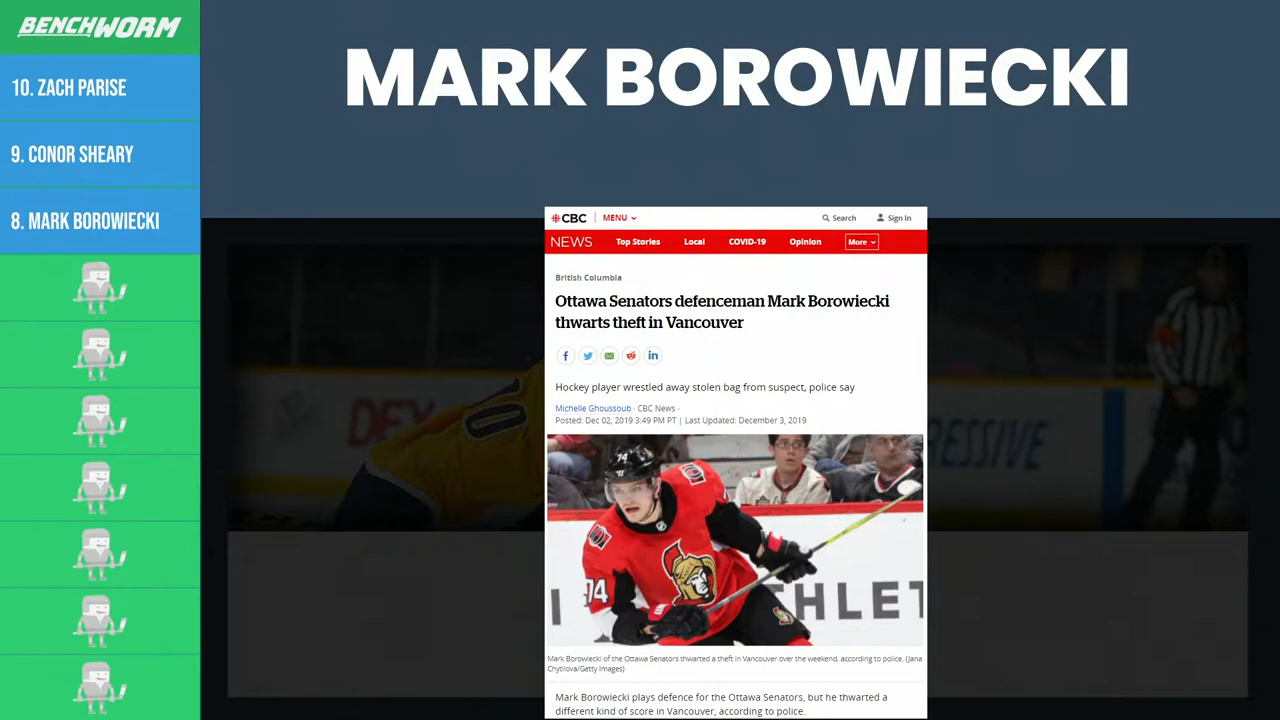 BENCHWORM
10. ZACH PARISE
9. CONOR SHEARY
8. MARK BOROWIECKI
MARK BOROWIECKI
CBC
MENU
Search
Sign In
NEWS
Top Stories
Local
COVID-19
Opinion
More
British Columbia
Ottawa Senators defenceman Mark Borowiecki
thwarts theft in Vancouver
Hockey player wrestled away stolen bag from suspect, police say
Michelle Ghoussoub · CBC News ·
Posted: Dec 02, 2019 3:49 PM PT | Last Updated: December 3, 2019
74
74
THLET
Mark Borowiecki of the Ottawa Senators thwarted a theft in Vancouver over the weekend, according to police. (Jana
Chytilova/Getty Images)
Mark Borowiecki plays defence for the Ottawa Senators, but he thwarted a
different kind of score in Vancouver, according to police.
DEX
ESSIVE